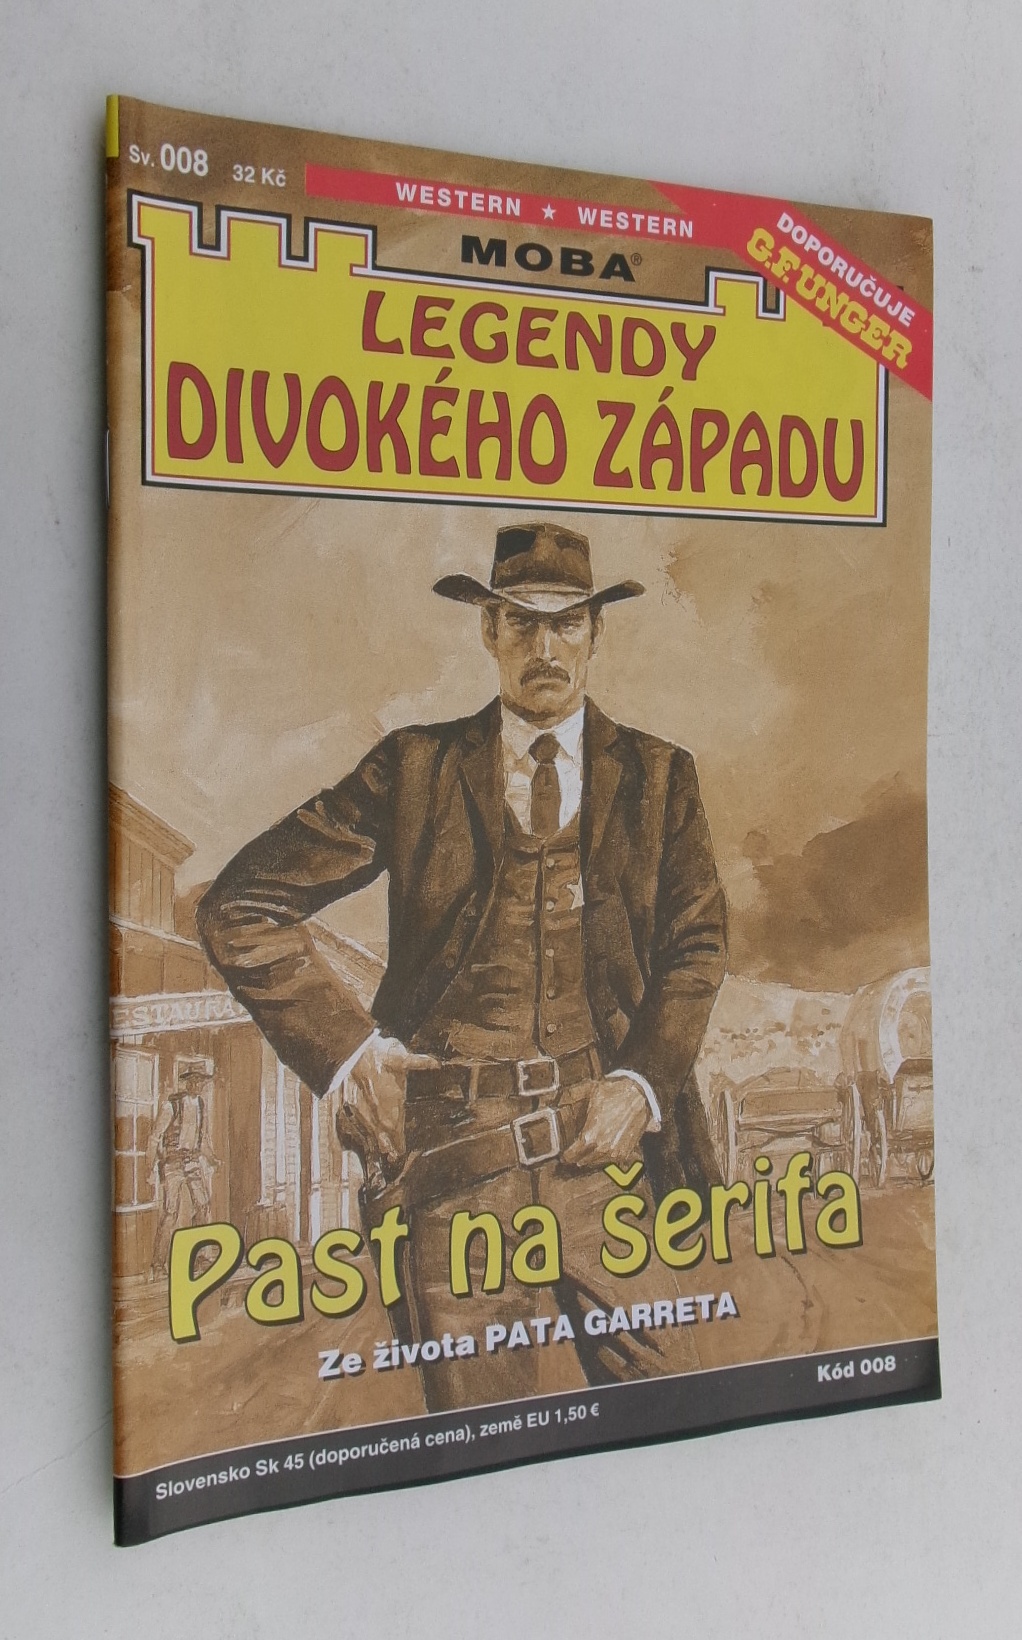 Sv. 008 32 Kč
WESTERN ★ WESTERN
DOPORUČUJE
G.F. UNGER
MOBA®
LEGENDY
DIVOKÉHO ZÁPADU
ESTAURA
Past na šerifa
Ze života PATA GARRETA
Kód 008
Slovensko Sk 45 (doporučená cena), země EU 1,50 €